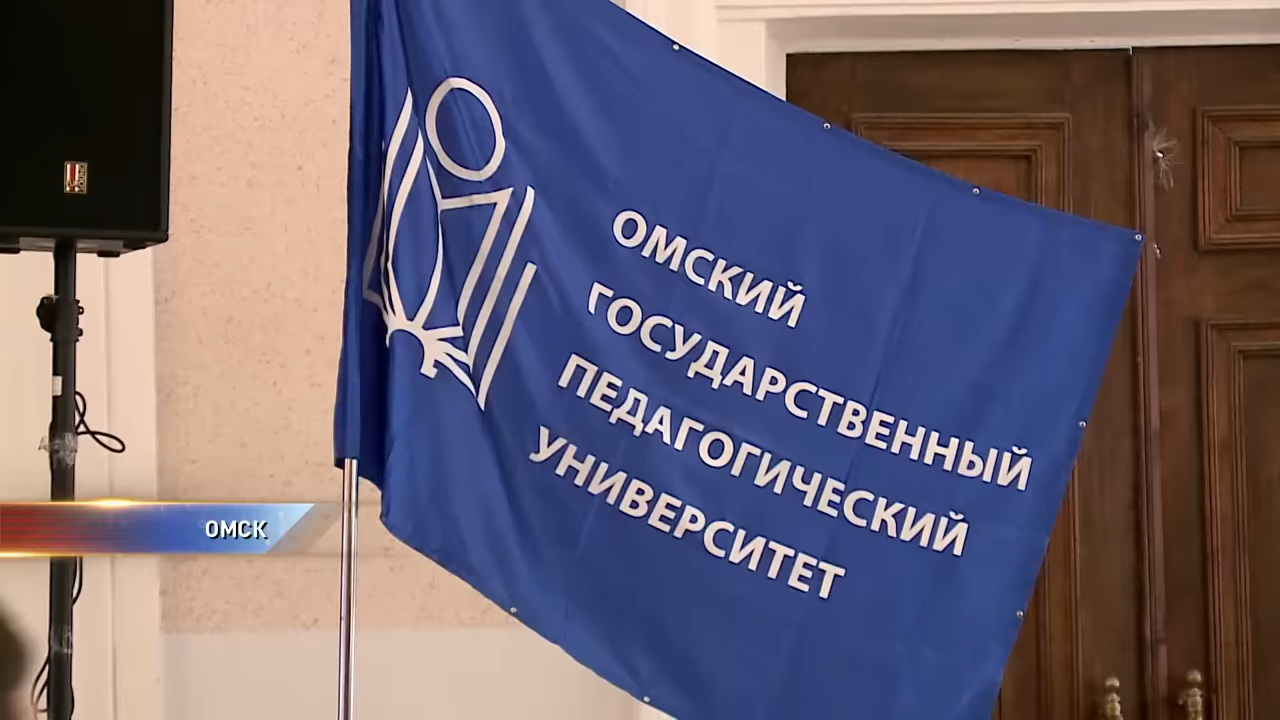 ОМСКИЙ
ГОСУДАРСТВЕННЫЙ
ПЕДАГОГИЧЕСКИЙ
УНИВЕРСИТЕТ
ОМСК